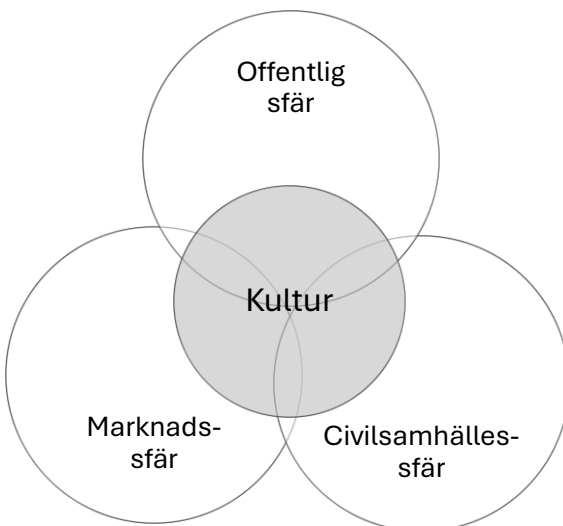 Offentlig
sfär
Kultur
Marknads-
sfär
Civilsamhälles-
sfär